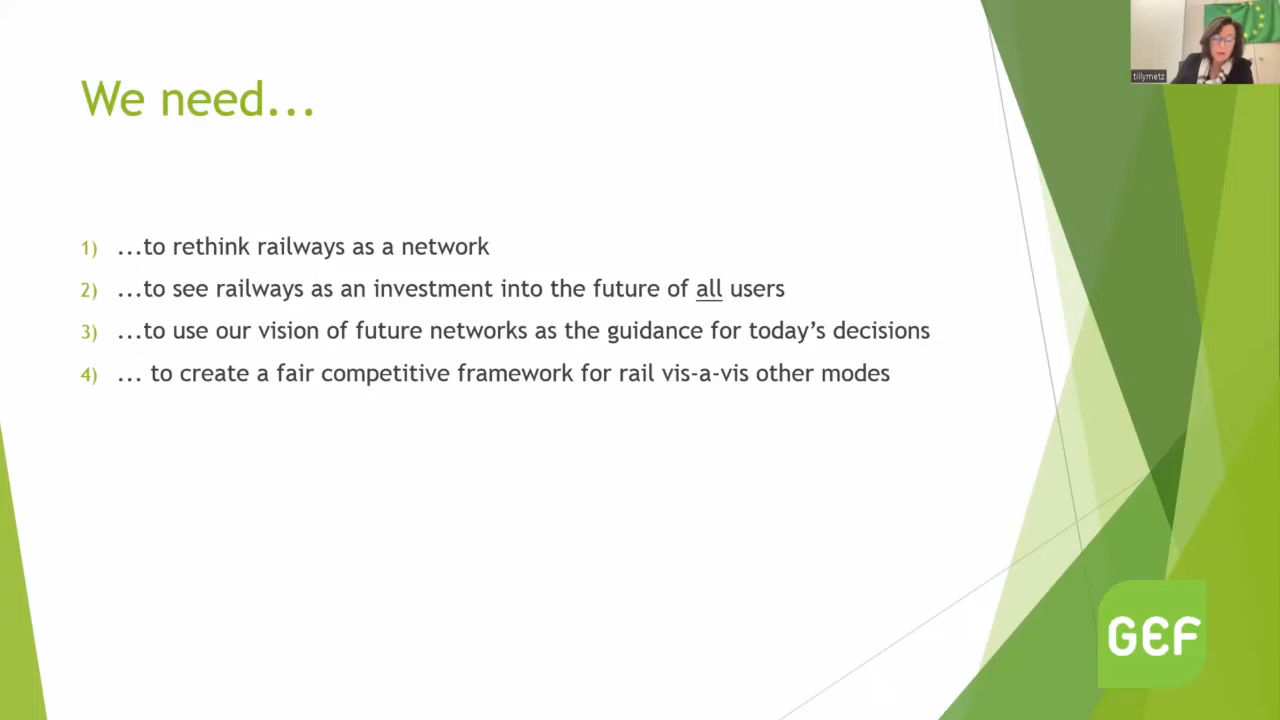 tillymetz
We need...
1) ...to rethink railways as a network
2) ...to see railways as an investment into the future of all users
3) ...to use our vision of future networks as the guidance for today's decisions
4) ... to create a fair competitive framework for rail vis-a-vis other modes
GEF